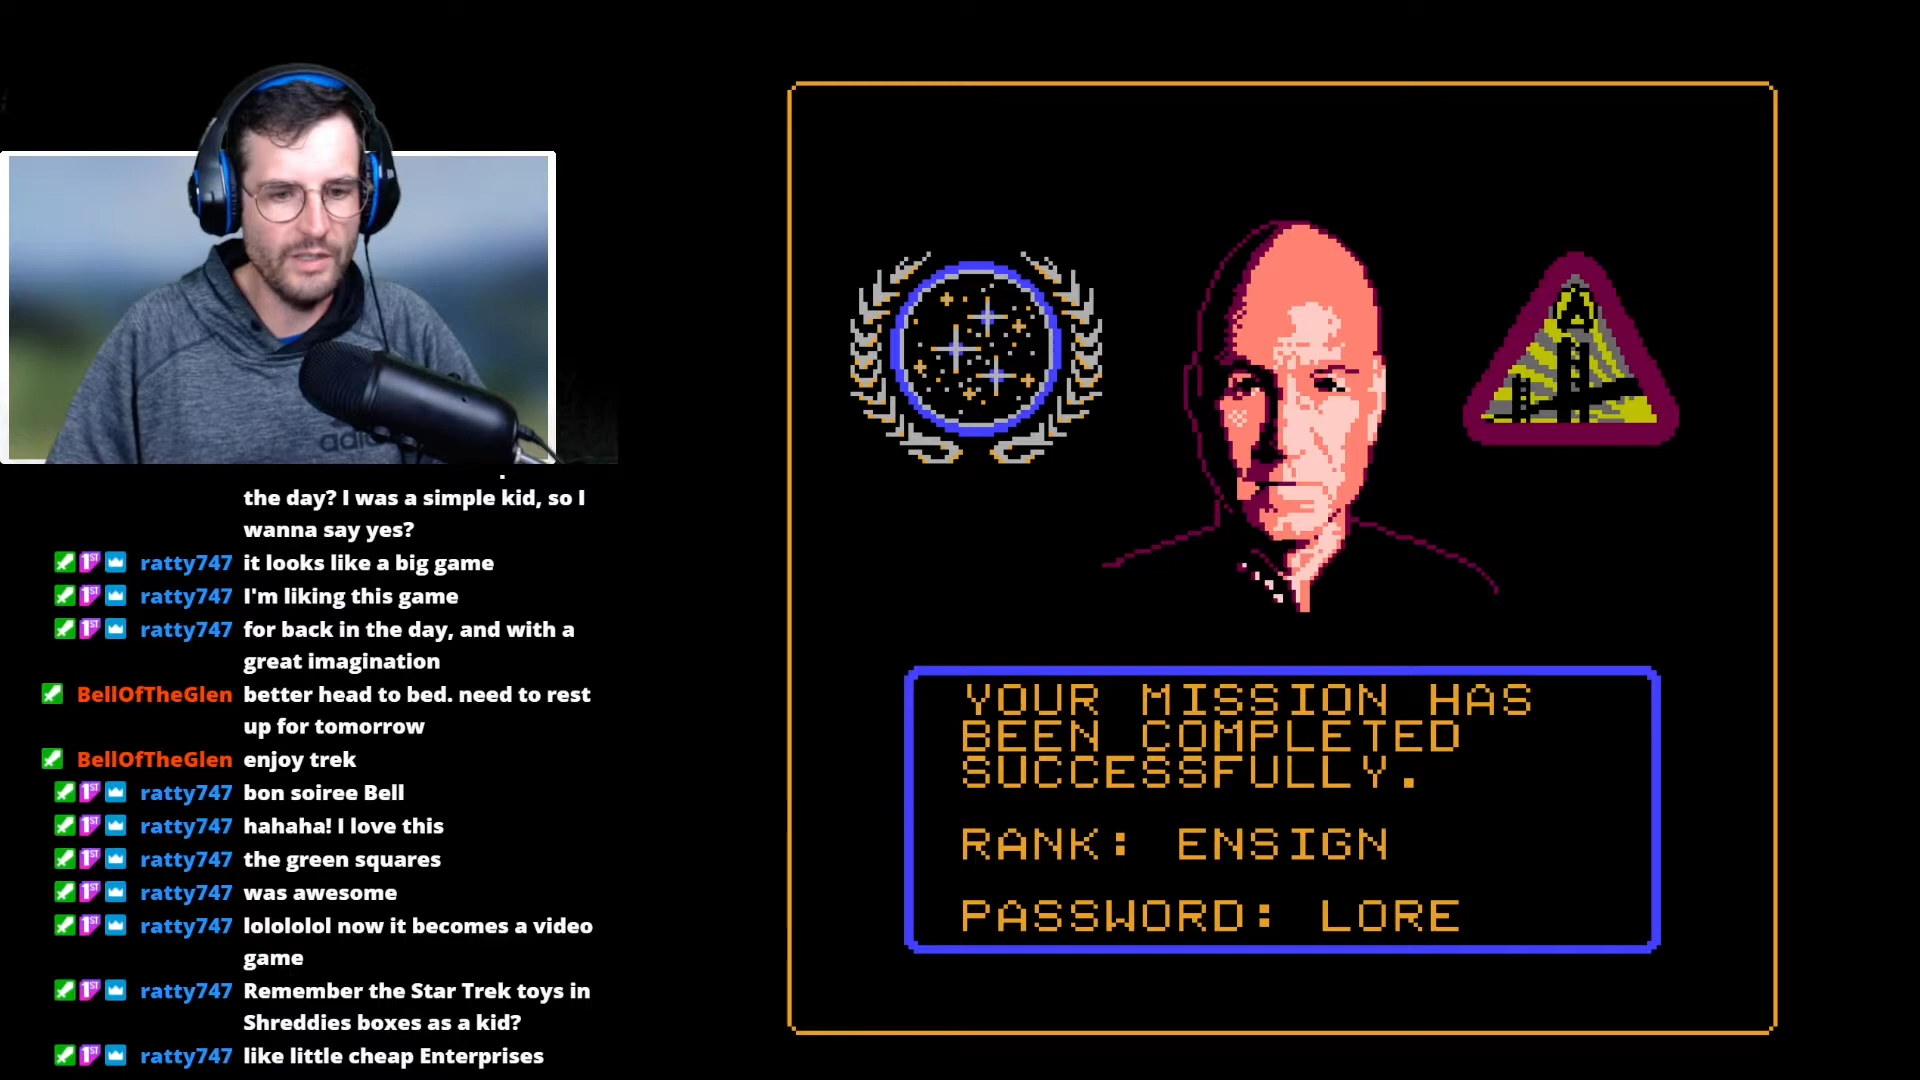 the day? I was a simple kid, so I
wanna say yes?
ratty747 it looks like a big game
ratty747 I'm liking this game
ratty747 for back in the day, and with a
great imagination
BellOfTheGlen better head to bed. need to rest
up for tomorrow
BellOfTheGlen enjoy trek
ratty747 bon soiree Bell
ratty747 hahaha! I love this
ratty747 the green squares
ratty747 was awesome
ratty747 lolololol now it becomes a video
game
ratty747 Remember the Star Trek toys in
Shreddies boxes as a kid?
ratty747 like little cheap Enterprises
adidas
YOUR MISSION HAS
BEEN COMPLETED
SUCCESSFULLY.
RANK: ENSIGN
PASSWORD: LORE